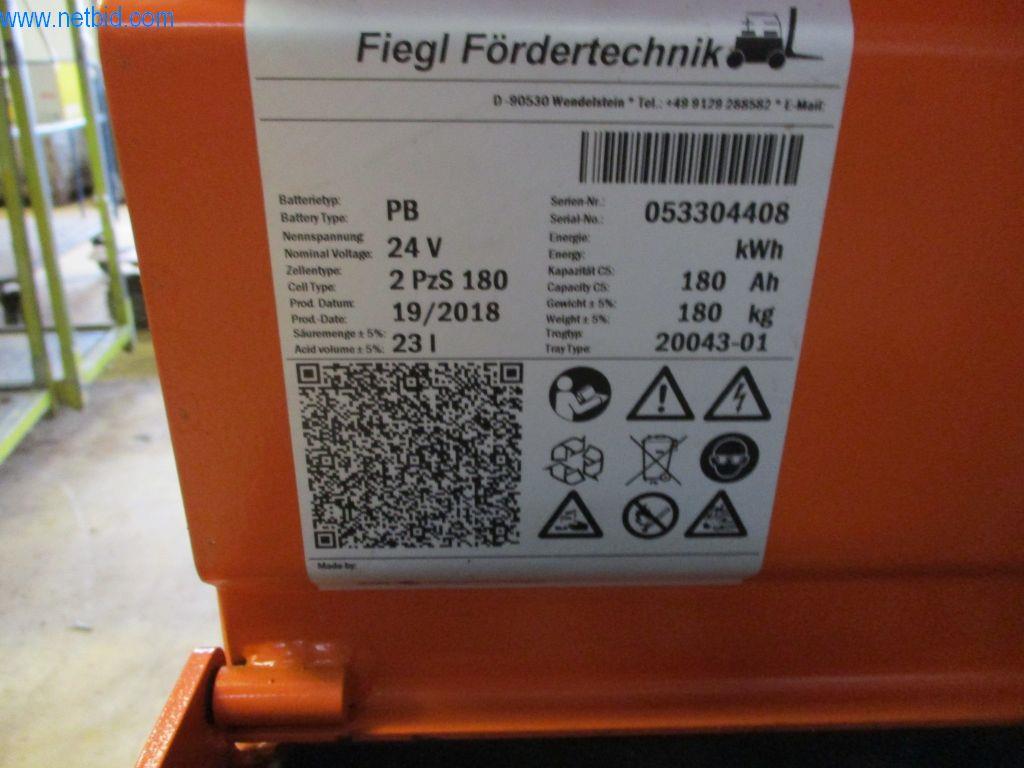 www.netbid.com
Fiegl Fördertechnik
D-90530 Wendelstein * Tel.: +49 9129 288582 * E-Mail:
Batterietyp:
Battery Type: PB
Serien-Nr.:
Serial-No.: 053304408
Nennspannung
Nominal Voltage: 24 V
Energie:
Energy: kWh
Zellentype:
Cell Type: 2 PzS 180
Kapazität C5:
Capacity C5: 180 Ah
Prod. Datum:
Prod.-Date: 19/2018
Gewicht ± 5%:
Weight ± 5%: 180 kg
Säuremenge ± 5%:
Acid volume ± 5%: 23 l
Trogtyp:
Tray Type: 20043-01
Pb
Made by: